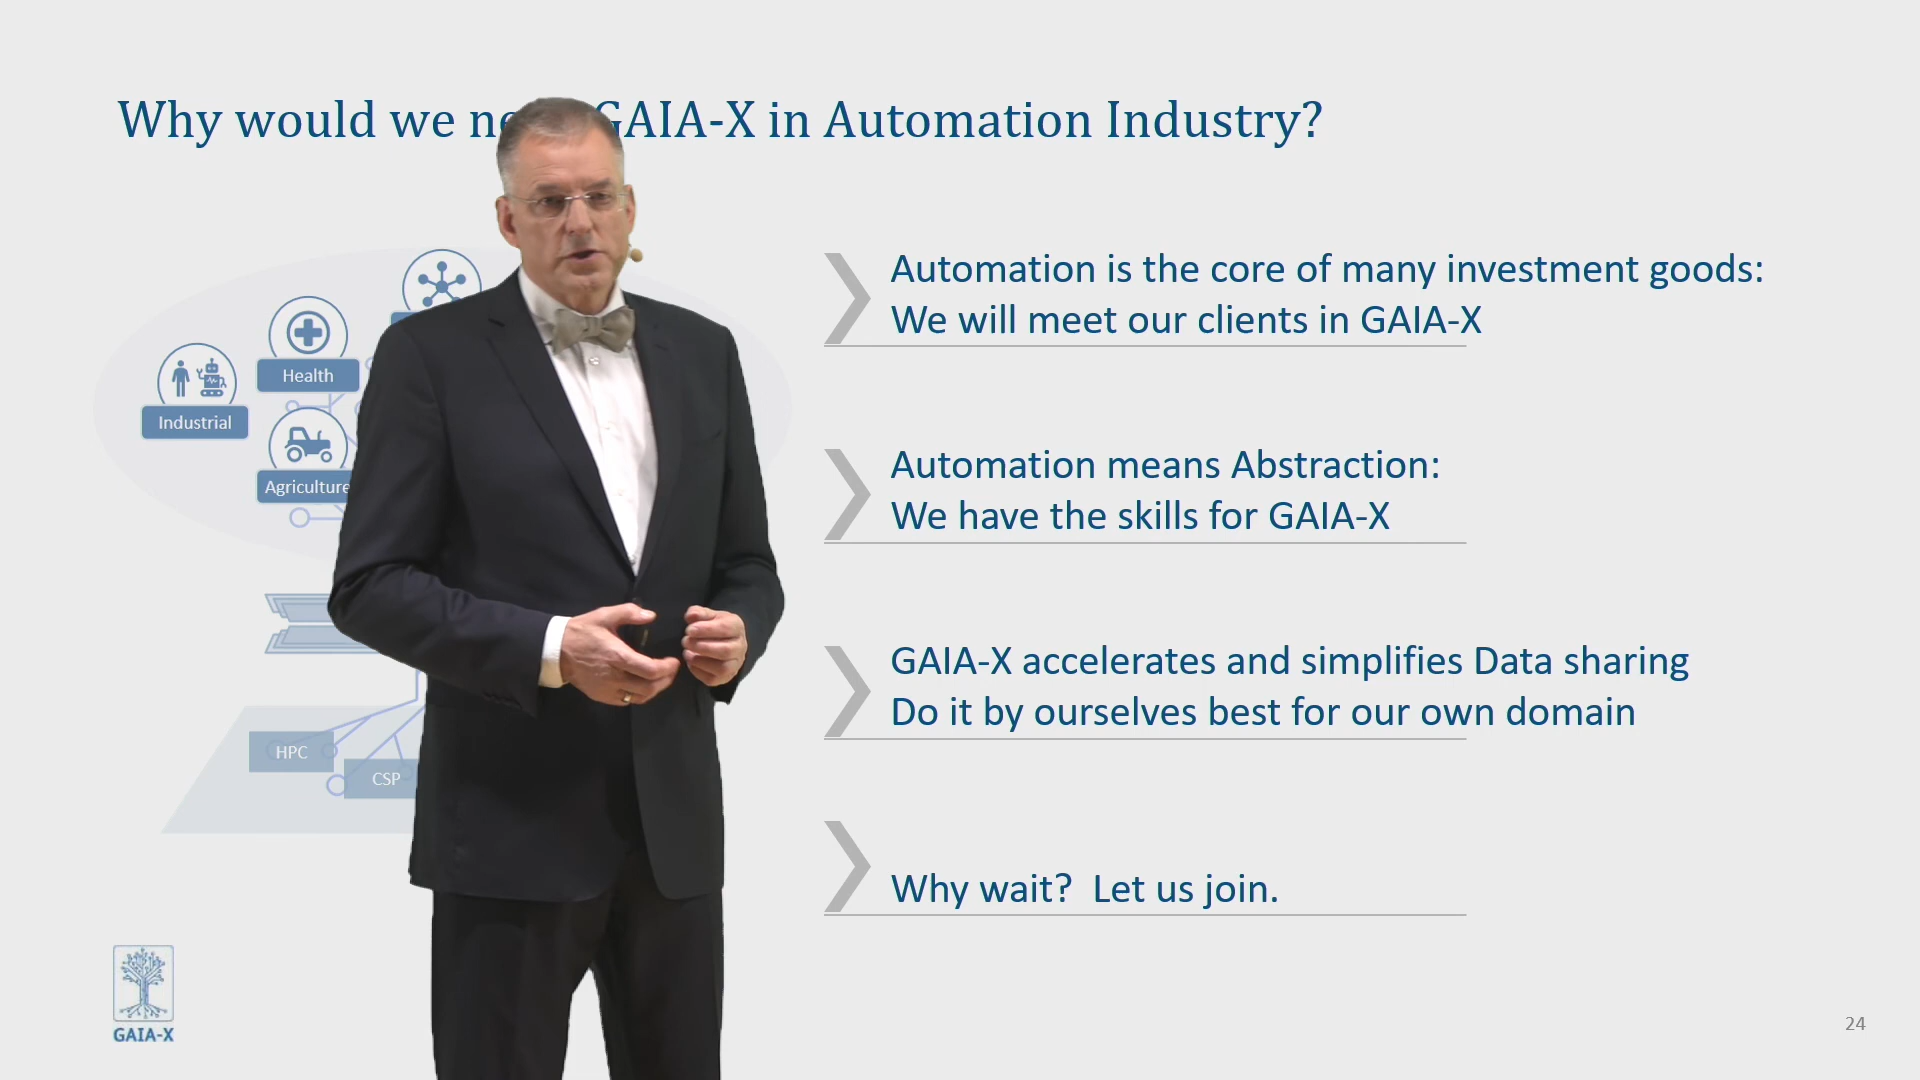 Why would we ne GAIA-X in Automation Industry?
Automation is the core of many investment goods:
We will meet our clients in GAIA-X
Health
Industrial
Automation means Abstraction:
Agriculture
We have the skills for GAIA-X
GAIA-X accelerates and simplifies Data sharing
Do it by ourselves best for our own domain
HPC
CSP
Why wait? Let us join.
GAIA-X
24